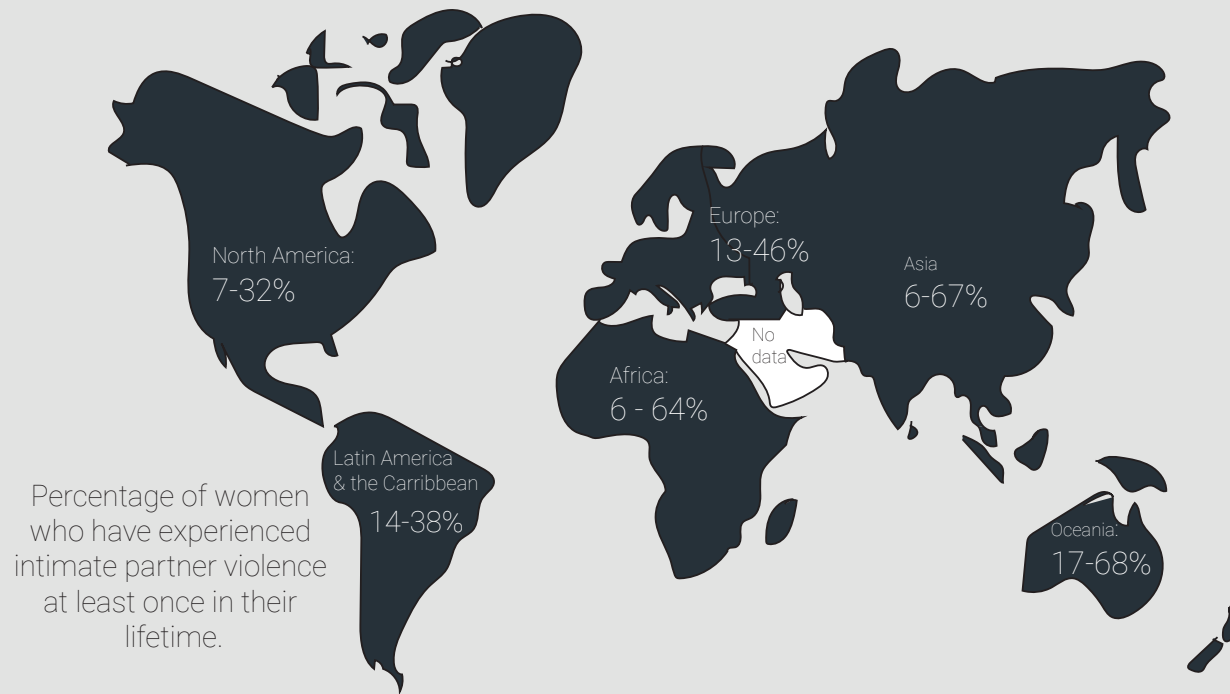 North America:
7-32%
Europe:
13-46%
Asia
6-67%
No
data
Africa:
6 - 64%
Latin America
& the Carribbean
14-38%
Oceania:
17-68%
Percentage of women
who have experienced
intimate partner violence
at least once in their
lifetime.